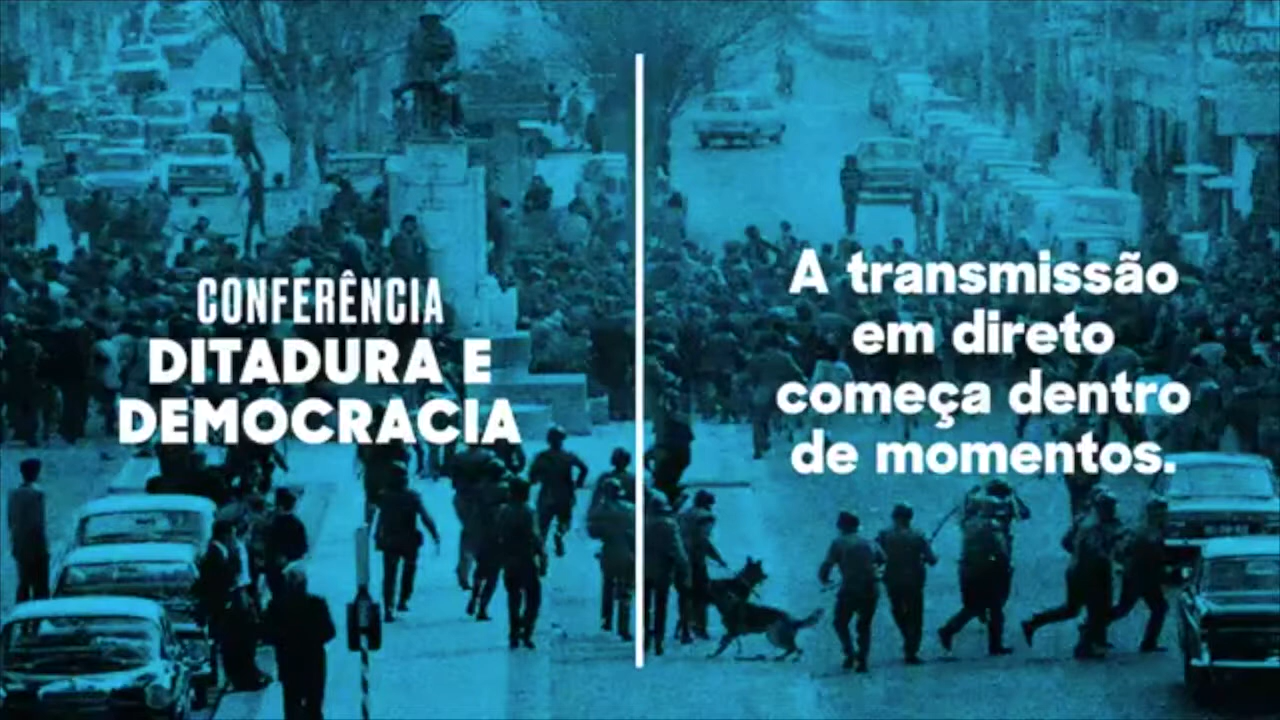 CONFERÊNCIA
DITADURA E
DEMOCRACIA
A transmissão
em direto
começa dentro
de momentos.